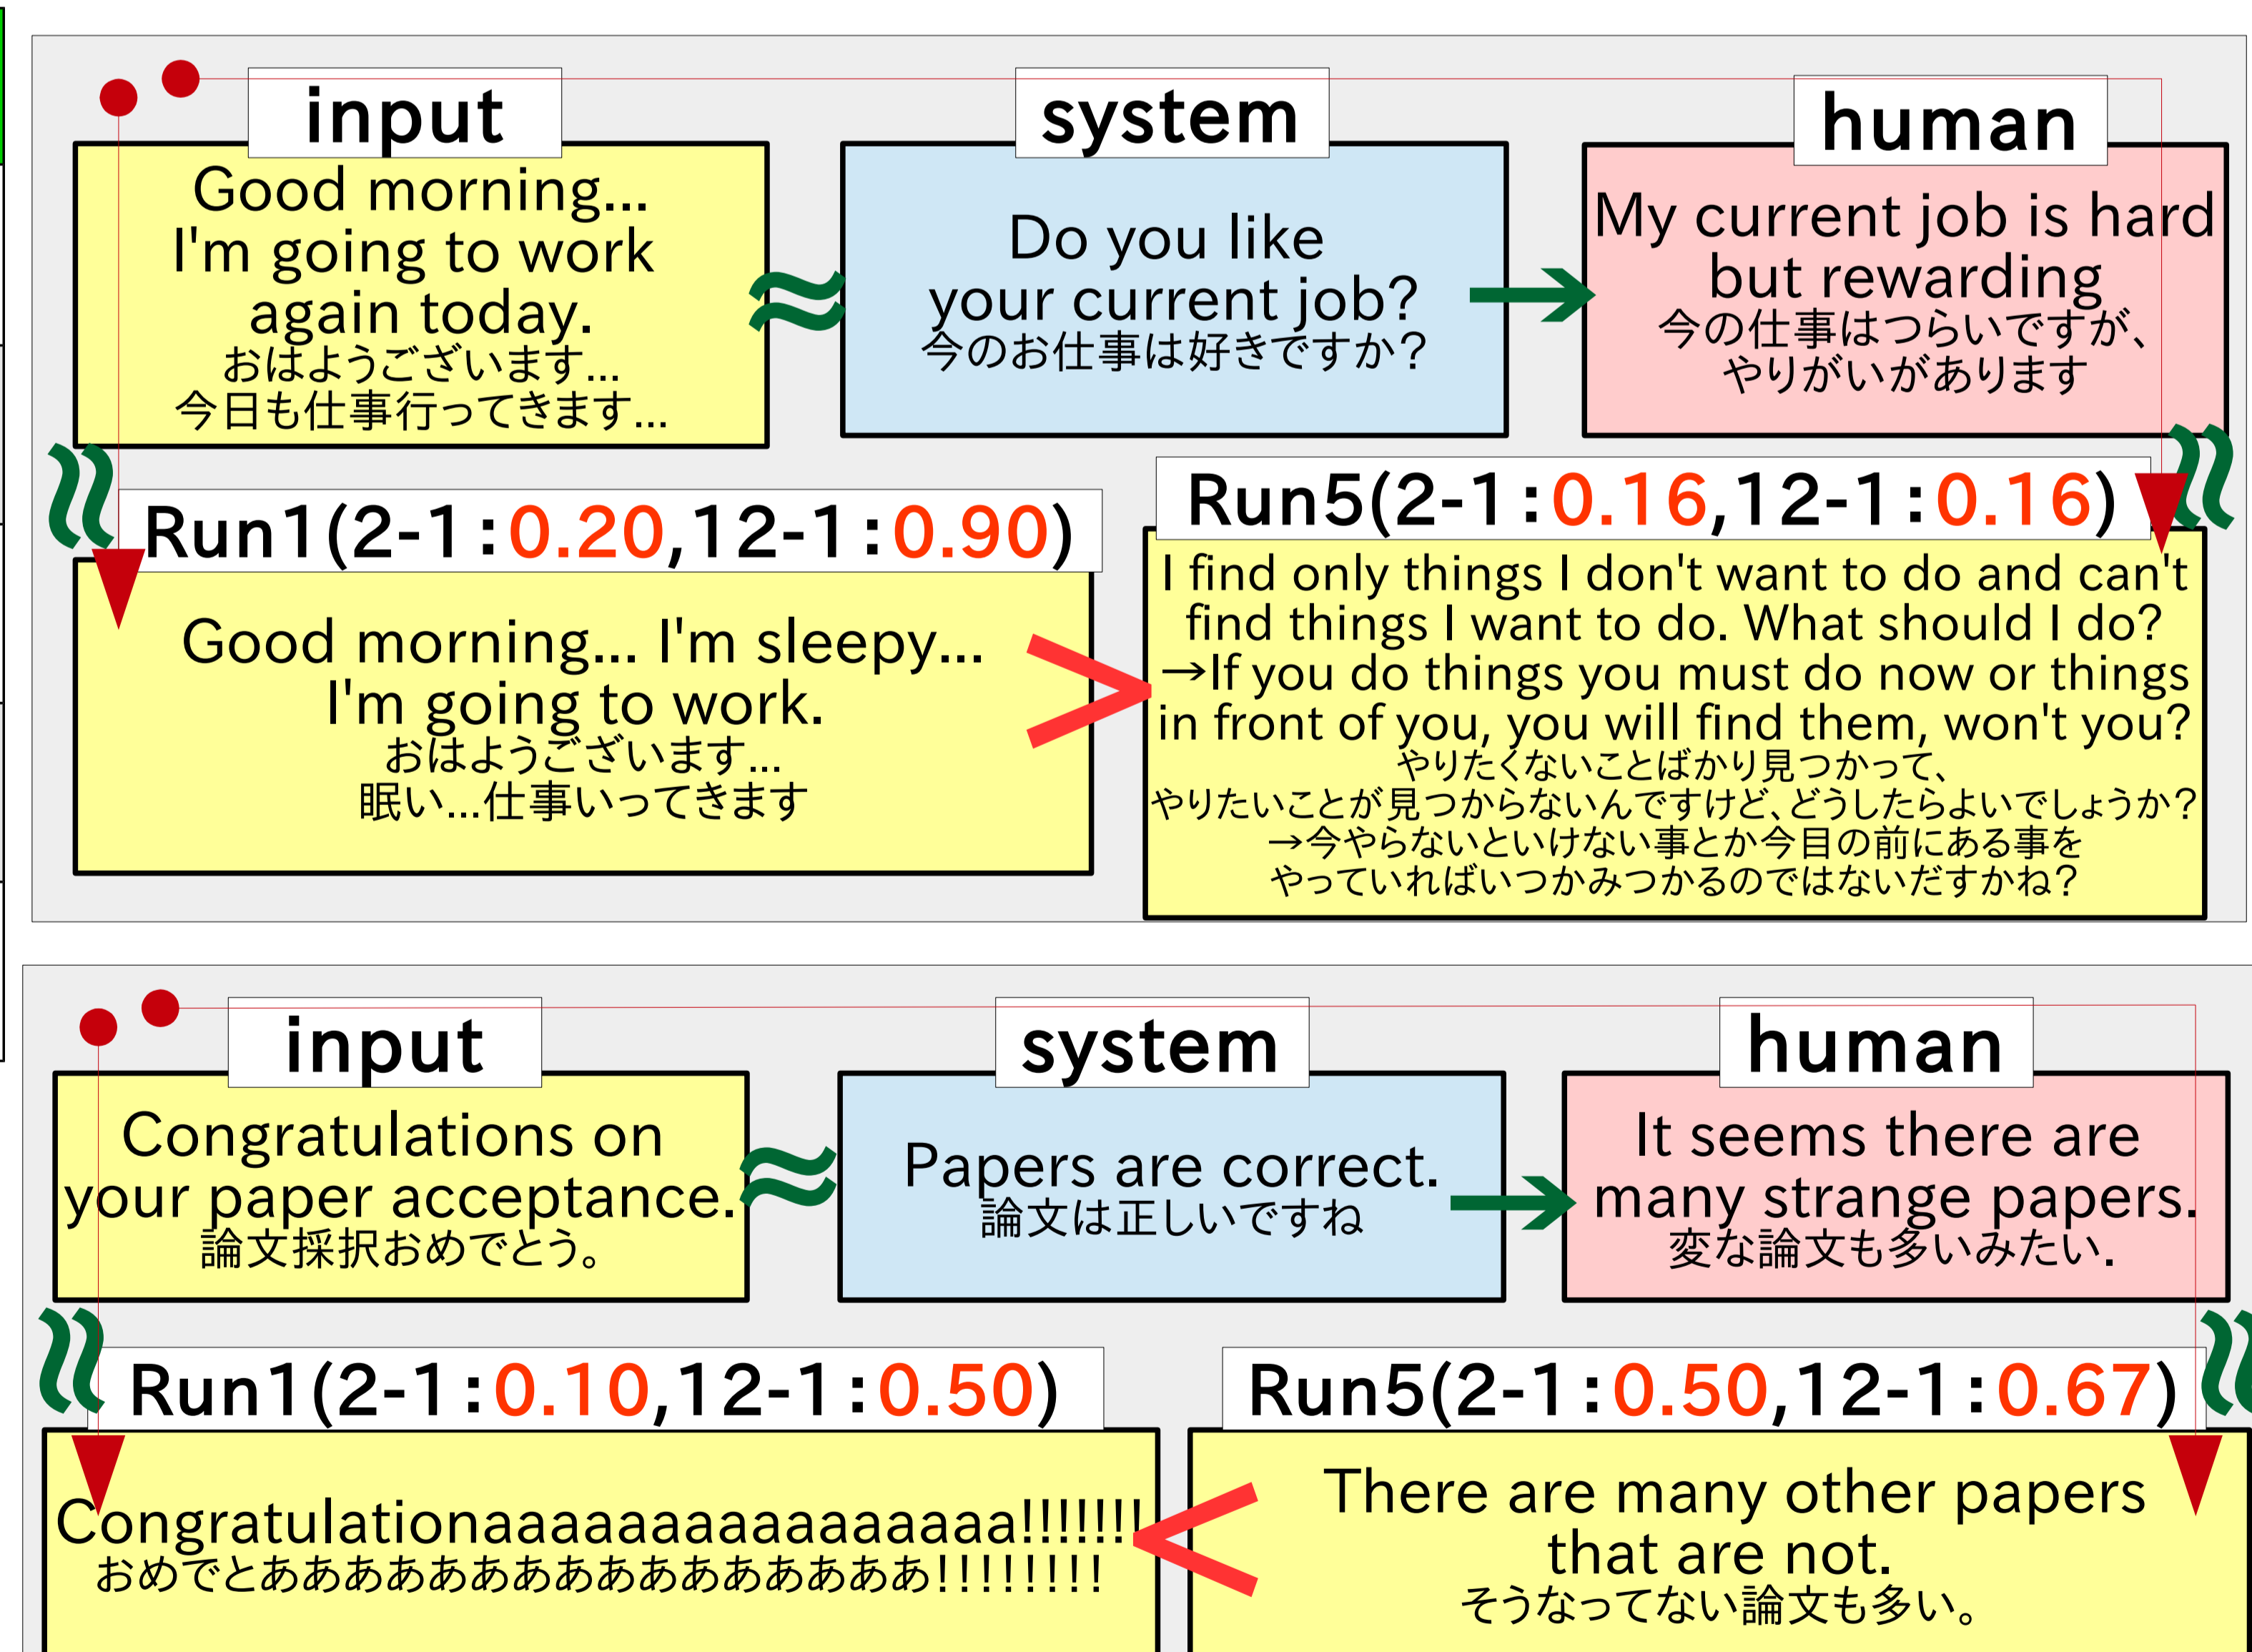 input
Good morning...
I'm going to work
again today.
おはようございます...
今日も仕事行ってきます...
system
Do you like
your current job?
今のお仕事は好きですか?
human
My current job is hard
but rewarding
今の仕事はつらいですが、
やりがいがあります
Run1(2-1:0.20,12-1:0.90)
Good morning... I'm sleepy...
I'm going to work.
おはようございます...
眠い...仕事いってきます
Run5(2-1:0.16,12-1:0.16)
I find only things I don't want to do and can't
find things I want to do. What should I do?
→If you do things you must do now or things
in front of you, you will find them, won't you?
やりたくないことばかり見つかって、
やりたいことが見つからないんですけど、どうしたらよいでしょうか?
→今やらないといけない事とか今目の前にある事を
やっていればいつかみつかるのではないだすかね?
input
Congratulations on
your paper acceptance.
論文採択おめでとう。
system
Papers are correct.
論文は正しいですね
human
It seems there are
many strange papers.
変な論文も多いみたい.
Run1(2-1:0.10,12-1:0.50)
Congratulationaaaaaaaaaaaaaaaaa!!!!!!!
おめでとああああああああああああああああ!!!!!!!!
Run5(2-1:0.50,12-1:0.67)
There are many other papers
that are not.
そうなってない論文も多い。